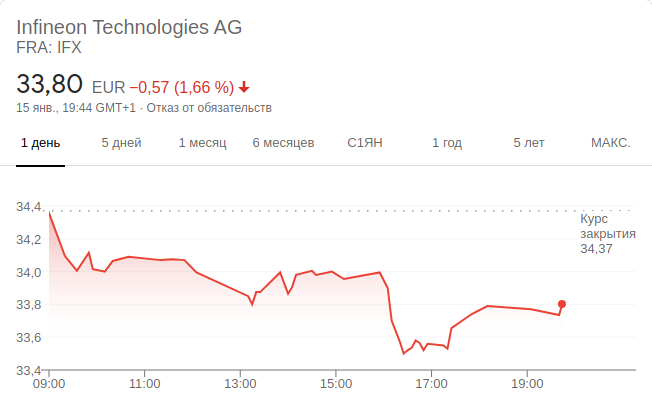 Infineon Technologies AG
FRA: IFX
33,80 EUR −0,57 (1,66 %)
15 янв., 19:44 GMT+1 · Отказ от обязательств
1 день 5 дней 1 месяц 6 месяцев С1ЯН 1 год 5 лет МАКС.
34,4
Курс
закрытия
34,37
34,2
34,0
33,8
33,6
33,4
09:00 11:00 13:00 15:00 17:00 19:00